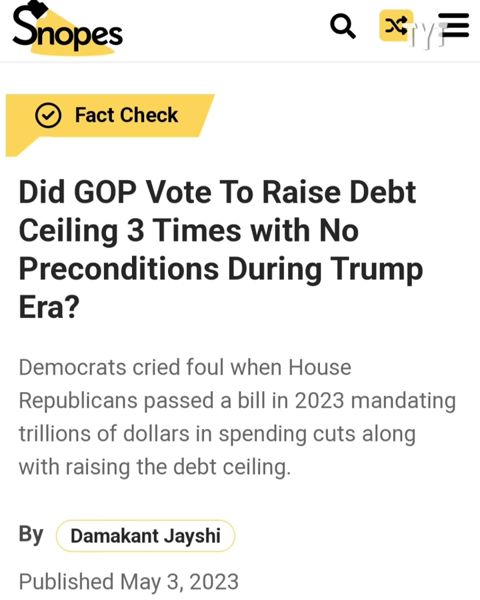 Snopes
TYT
Fact Check
Did GOP Vote To Raise Debt
Ceiling 3 Times with No
Preconditions During Trump
Era?
Democrats cried foul when House
Republicans passed a bill in 2023 mandating
trillions of dollars in spending cuts along
with raising the debt ceiling.
By Damakant Jayshi
Published May 3, 2023